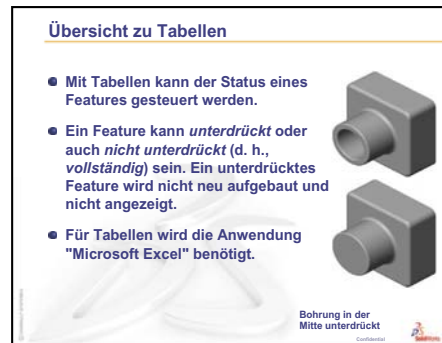 Übersicht zu Tabellen
Mit Tabellen kann der Status eines
Features gesteuert werden.
Ein Feature kann unterdrückt oder
auch nicht unterdrückt (d. h.,
vollständig) sein. Ein unterdrücktes
Feature wird nicht neu aufgebaut und
nicht angezeigt.
Für Tabellen wird die Anwendung
"Microsoft Excel" benötigt.
Bohrung in der
Mitte unterdrückt
Confidential
SolidWorks